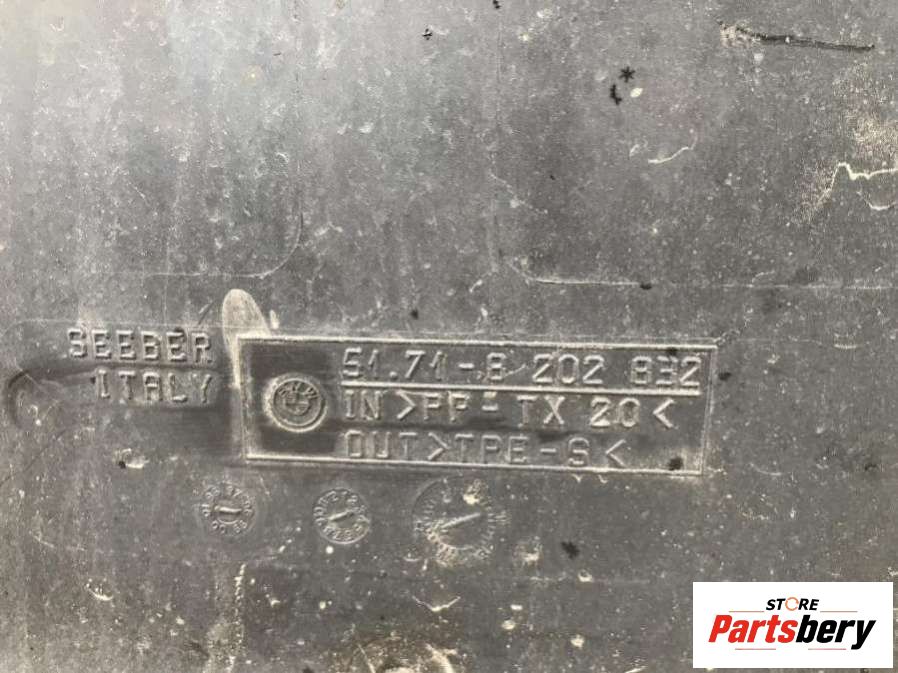 SEEBER
ITALY
51.71-8 202 832
IN >PP-TX 20<
OUT >TPE-S<
STORE
Partsbery